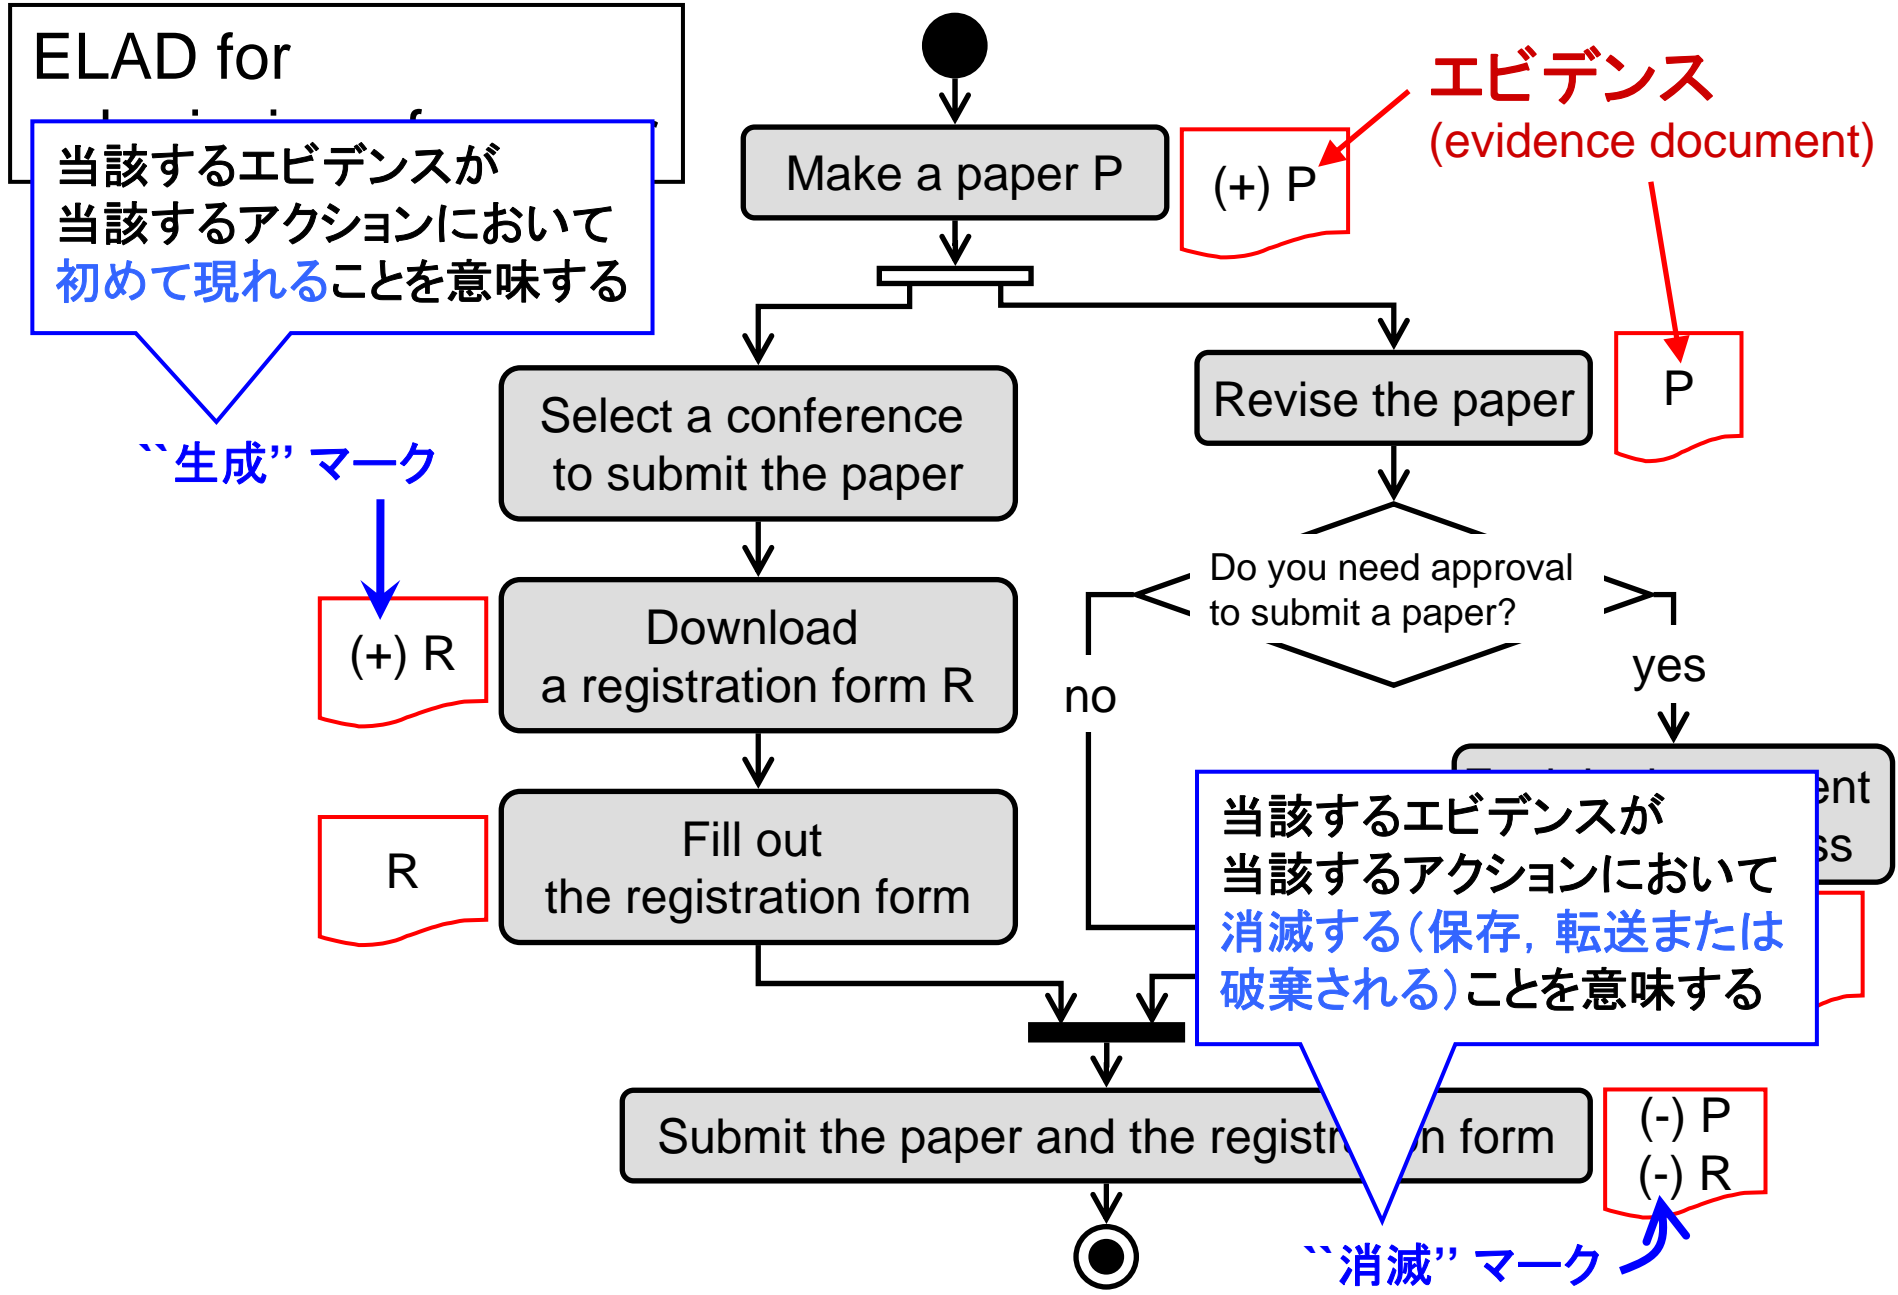 ELAD for
当該するエビデンスが
当該するアクションにおいて
初めて現れることを意味する
エビデンス
(evidence document)
Make a paper P
(+) P
Select a conference
to submit the paper
Revise the paper
P
``生成’’ マーク
Do you need approval
to submit a paper?
Download
a registration form R
(+) R
no
yes
Fill out
the registration form
R
当該するエビデンスが
当該するアクションにおいて
消滅する(保存, 転送または
破棄される)ことを意味する
Submit the paper and the registr n form
(-) P
(-) R
``消滅’’ マーク